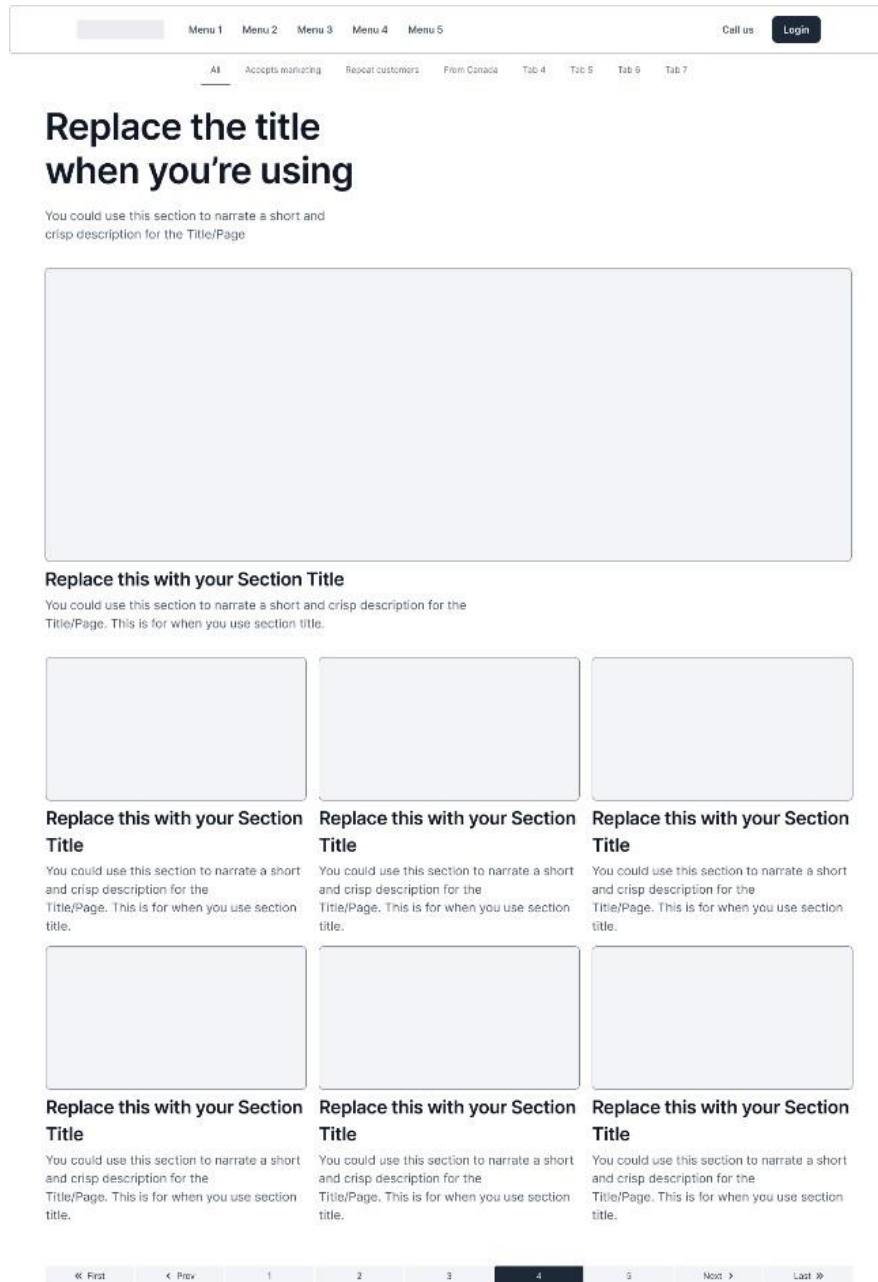 Menu 1 Menu 2 Menu 3 Menu 4 Menu 5 Call us Login
All Accepts marketing Repeat customers From Canada Tab 4 Tab 5 Tab 6 Tab 7
Replace the title
when you're using
You could use this section to narrate a short and
crisp description for the Title/Page
Replace this with your Section Title
You could use this section to narrate a short and crisp description for the
Title/Page. This is for when you use section title.
Replace this with your Section
Title
You could use this section to narrate a short
and crisp description for the
Title/Page. This is for when you use section
title.
Replace this with your Section
Title
You could use this section to narrate a short
and crisp description for the
Title/Page. This is for when you use section
title.
Replace this with your Section
Title
You could use this section to narrate a short
and crisp description for the
Title/Page. This is for when you use section
title.
Replace this with your Section
Title
You could use this section to narrate a short
and crisp description for the
Title/Page. This is for when you use section
title.
Replace this with your Section
Title
You could use this section to narrate a short
and crisp description for the
Title/Page. This is for when you use section
title.
Replace this with your Section
Title
You could use this section to narrate a short
and crisp description for the
Title/Page. This is for when you use section
title.
« First ‹ Prev 1 2 3 4 5 Next › Last »